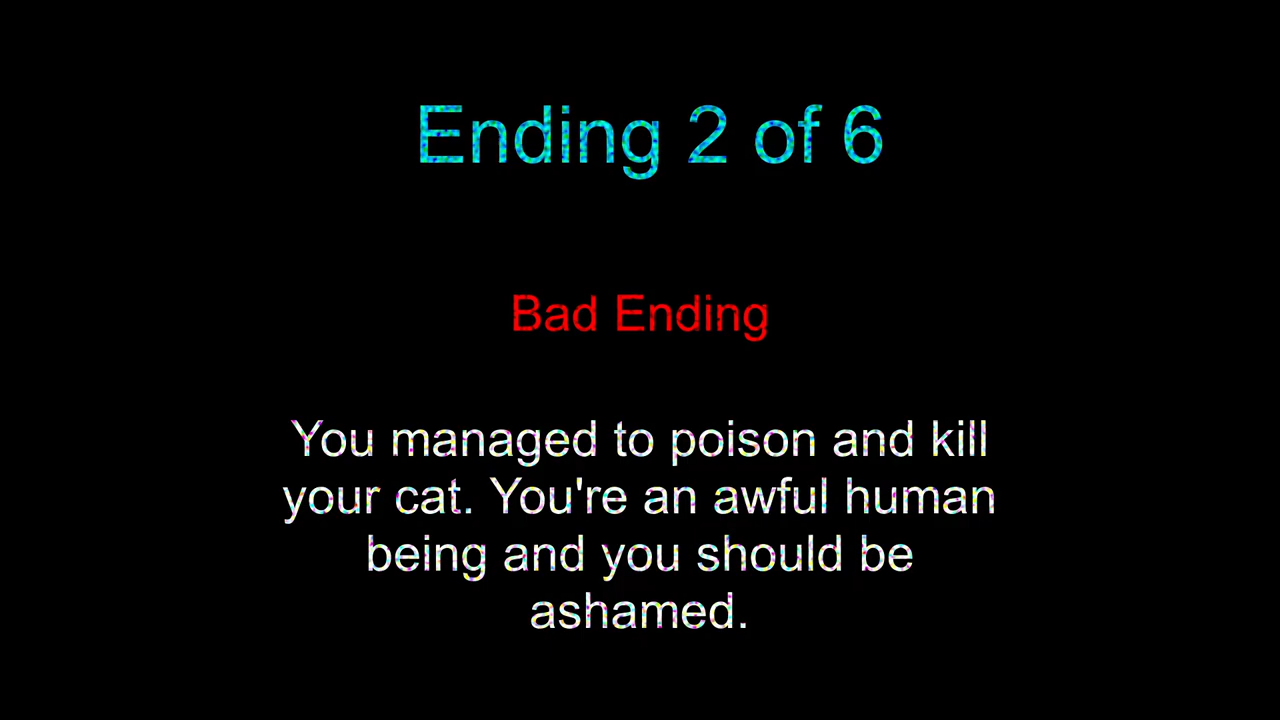 Ending 2 of 6
Bad Ending
You managed to poison and kill
your cat. You're an awful human
being and you should be
ashamed.